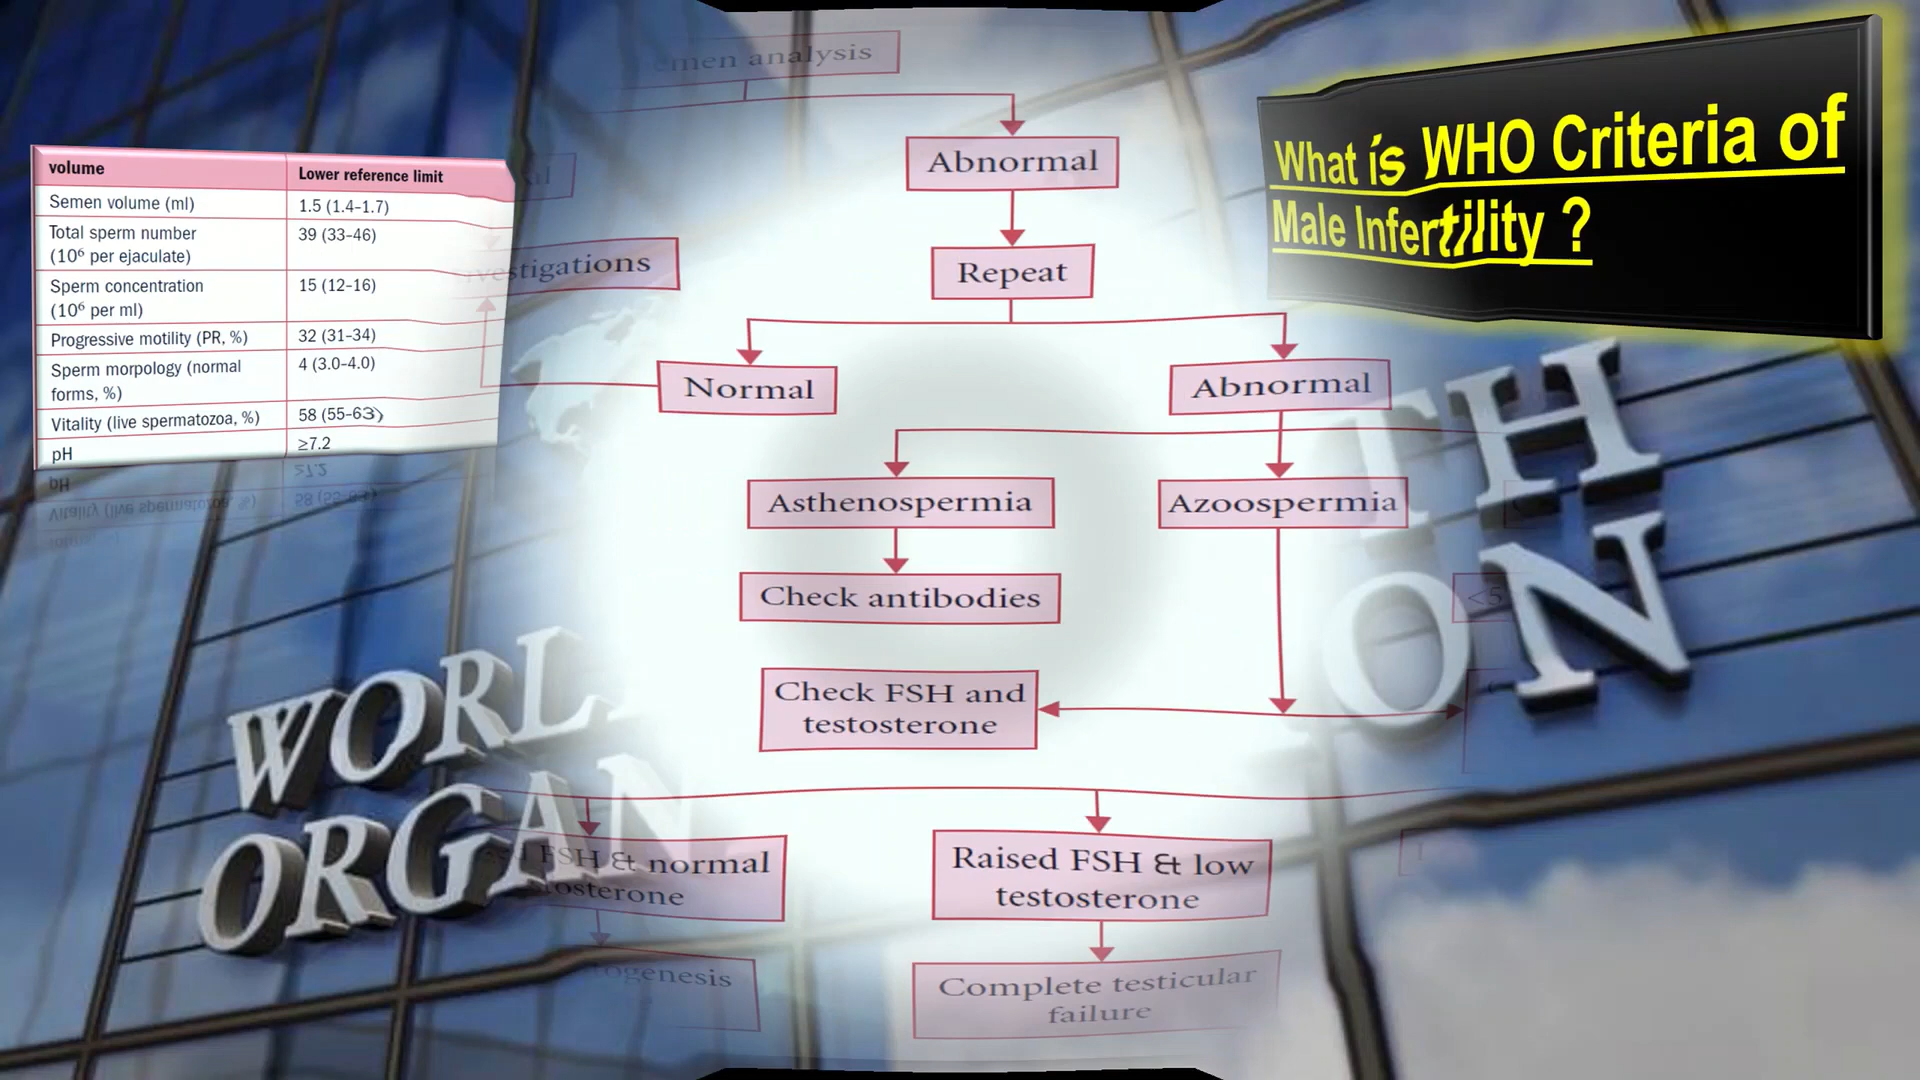 What is WHO Criteria of
Male Infertility ?
volume
Lower reference limit
Semen volume (ml)
1.5 (1.4-1.7)
Total sperm number
(10⁶ per ejaculate)
39 (33-46)
Sperm concentration
(10⁶ per ml)
15 (12-16)
Progressive motility (PR, %)
32 (31-34)
Sperm morpology (normal
forms, %)
4 (3.0-4.0)
Vitality (live spermatozoa, %)
58 (55-63)
pH
≥7.2
analysis
Abnormal
Repeat
Normal
Abnormal
Asthenospermia
Azoospermia
Check antibodies
Check FSH and
testosterone
FSH & normal
Raised FSH & low
testosterone
Complete testicular
failure
WORL
ORGAN
TH
ON